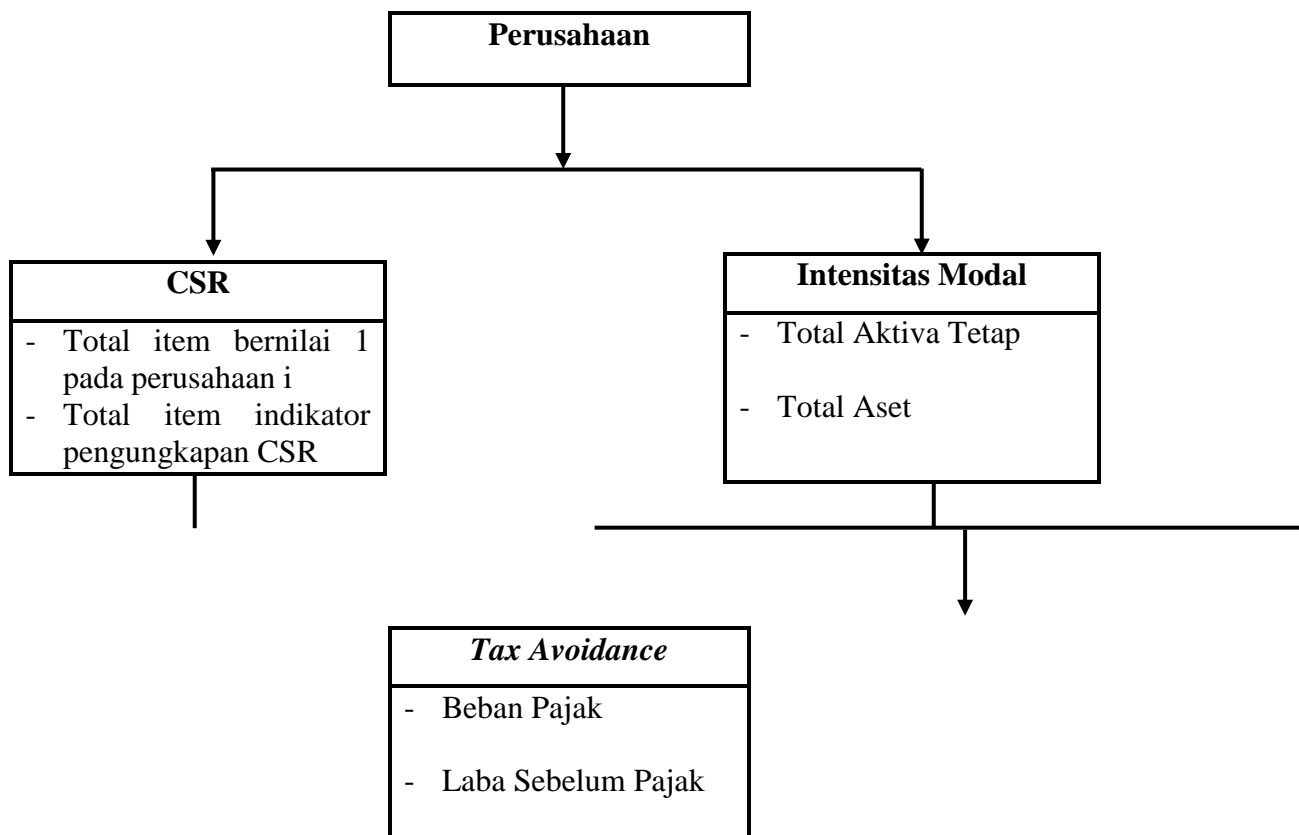 Perusahaan
CSR
- Total item bernilai 1
pada perusahaan i
- Total item indikator
pengungkapan CSR
Intensitas Modal
- Total Aktiva Tetap
- Total Aset
Tax Avoidance
- Beban Pajak
- Laba Sebelum Pajak